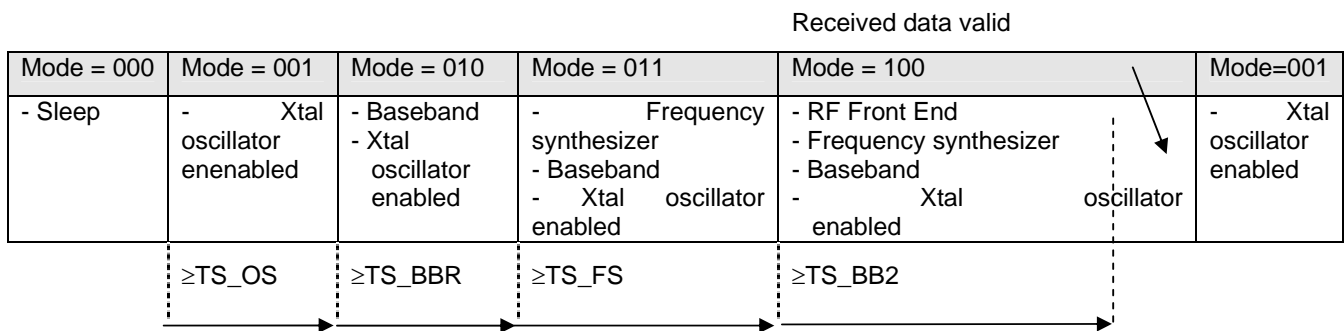 Received data valid
Mode = 000
Mode = 001
Mode = 010
Mode = 011
Mode = 100
Mode=001
- Sleep
- Xtal
oscillator
enenabled
- Baseband
- Xtal
oscillator
enabled
- Frequency
synthesizer
- Baseband
- Xtal oscillator
enabled
- RF Front End
- Frequency synthesizer
- Baseband
- Xtal oscillator
enabled
- Xtal
oscillator
enabled
≥TS_OS
≥TS_BBR
≥TS_FS
≥TS_BB2